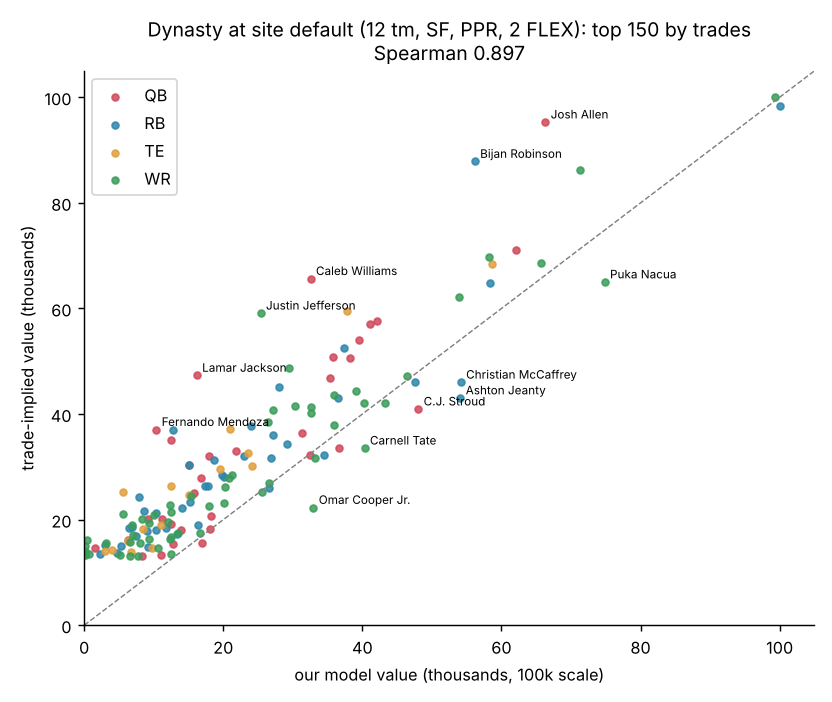 Dynasty at site default (12 tm, SF, PPR, 2 FLEX): top 150 by trades
Spearman 0.897
QB
RB
TE
WR
Josh Allen
Bijan Robinson
Caleb Williams
Puka Nacua
Justin Jefferson
Lamar Jackson
Christian McCaffrey
Ashton Jeanty
C.J. Stroud
Fernando Mendoza
Carnell Tate
Omar Cooper Jr.
trade-implied value (thousands)
100
80
60
40
20
0
0
20
40
60
80
100
our model value (thousands, 100k scale)